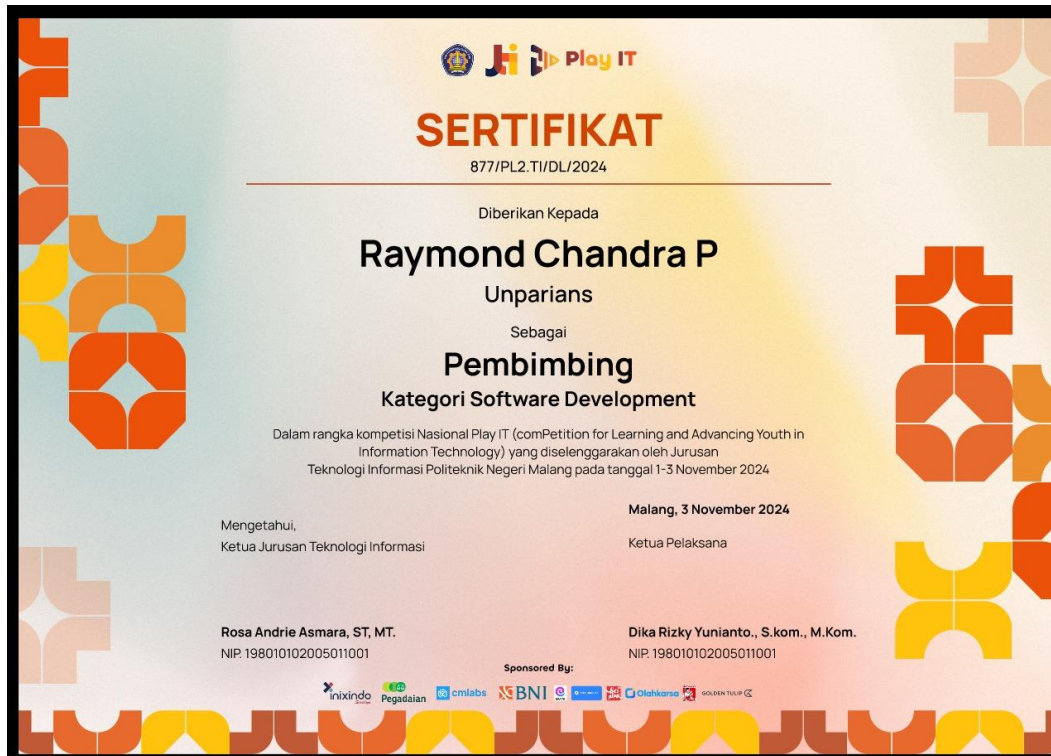 JTI Play IT
SERTIFIKAT
877/PL2.TI/DL/2024
Diberikan Kepada
Raymond Chandra P
Unparians
Sebagai
Pembimbing
Kategori Software Development
Dalam rangka kompetisi Nasional Play IT (comPetition for Learning and Advancing Youth in
Information Technology) yang diselenggarakan oleh Jurusan
Teknologi Informasi Politeknik Negeri Malang pada tanggal 1-3 November 2024
Mengetahui,
Ketua Jurusan Teknologi Informasi
Rosa Andrie Asmara, ST, MT.
NIP. 198010102005011001
Malang, 3 November 2024
Ketua Pelaksana
Dika Rizky Yunianto., S.kom., M.Kom.
NIP. 198010102005011001
Sponsored By:
nixindo Pegadaian cmlabs BNI Olahkarsa GOLDEN TULIP